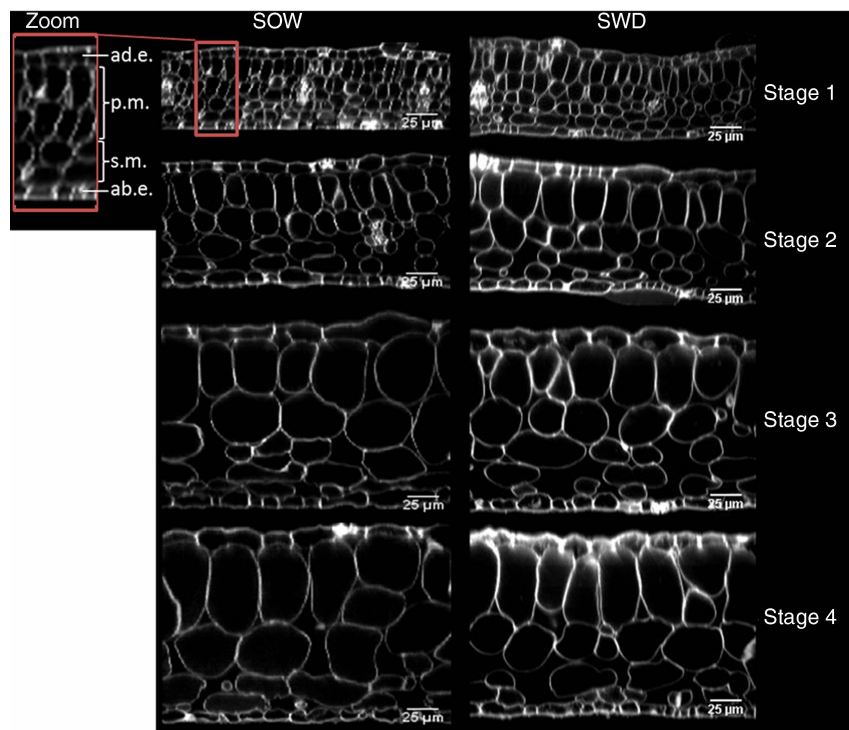 Zoom SOW SWD
ad.e.
p.m.
s.m.
ab.e.
25 µm 25 µm Stage 1
25 µm 25 µm Stage 2
25 µm 25 µm Stage 3
25 µm 25 µm Stage 4